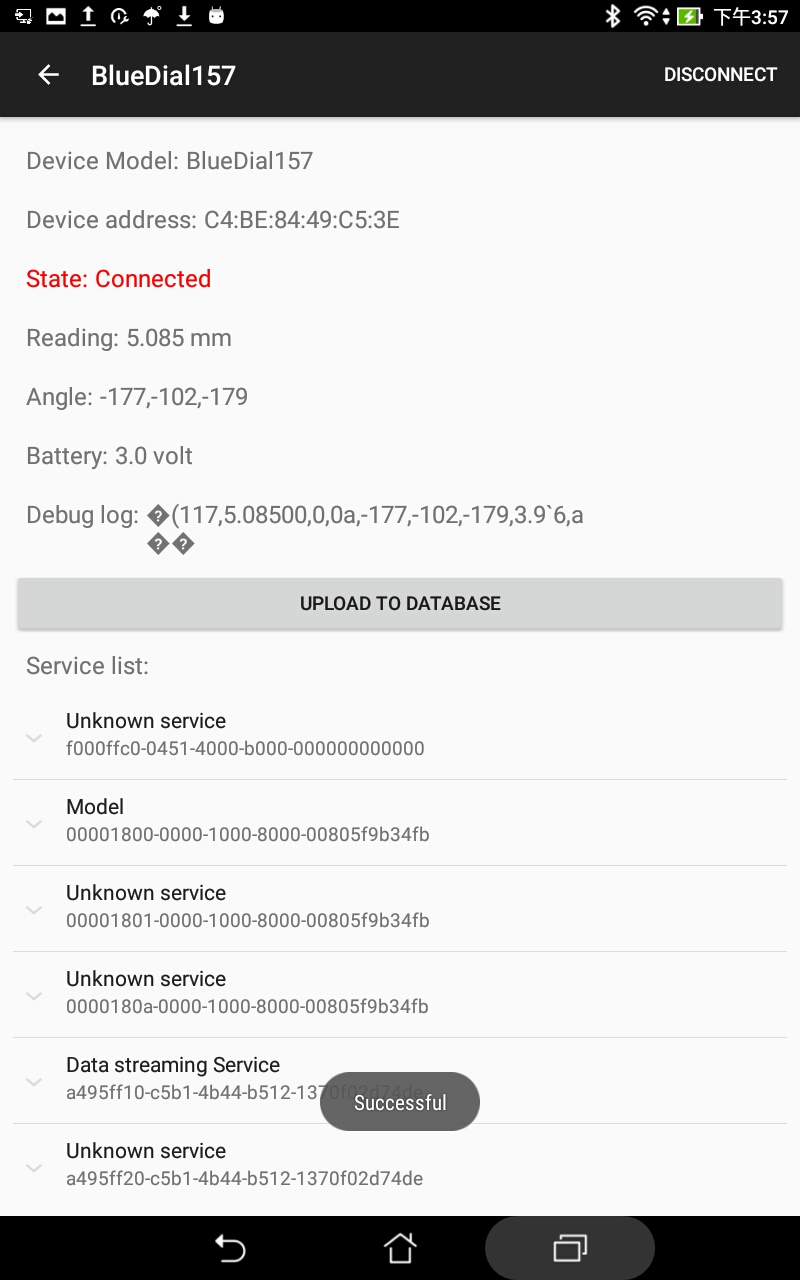 下午3:57
BlueDial157
DISCONNECT
Device Model: BlueDial157
Device address: C4:BE:84:49:C5:3E
State: Connected
Reading: 5.085 mm
Angle: -177,-102,-179
Battery: 3.0 volt
Debug log: �(117,5.08500,0,0a,-177,-102,-179,3.9`6,a
��
UPLOAD TO DATABASE
Service list:
Unknown service
f000ffc0-0451-4000-b000-000000000000
Model
00001800-0000-1000-8000-00805f9b34fb
Unknown service
00001801-0000-1000-8000-00805f9b34fb
Unknown service
0000180a-0000-1000-8000-00805f9b34fb
Data streaming Service
a495ff10-c5b1-4b44-b512-1370f02d74de
Successful
Unknown service
a495ff20-c5b1-4b44-b512-1370f02d74de